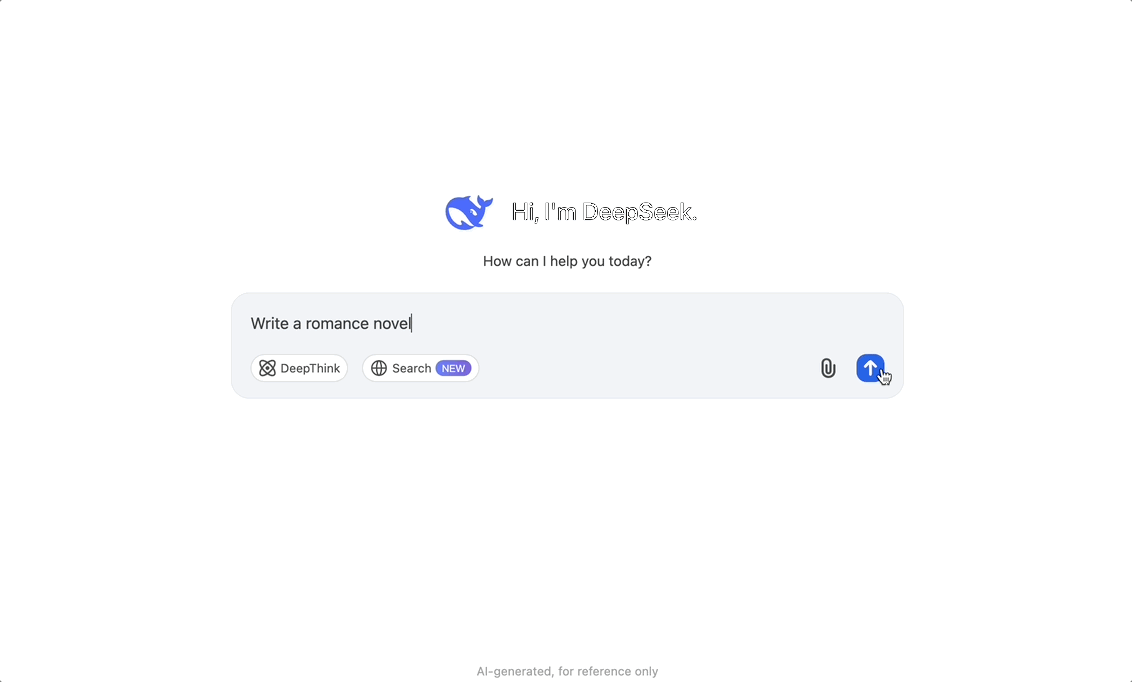 Hi, I'm DeepSeek.
How can I help you today?
Write a romance novel
DeepThink
Search NEW
AI-generated, for reference only